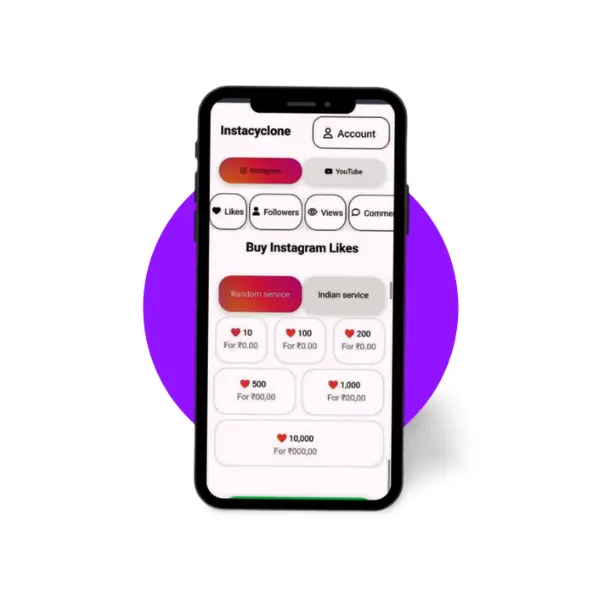 Instacyclone
Account
Instagram
YouTube
Likes
Followers
Views
Comme
Buy Instagram Likes
Random service
Indian service
10
For ₹0.00
100
For ₹0.00
200
For ₹0,00
500
For ₹00,00
1,000
For ₹00,00
10,000
For ₹000,00